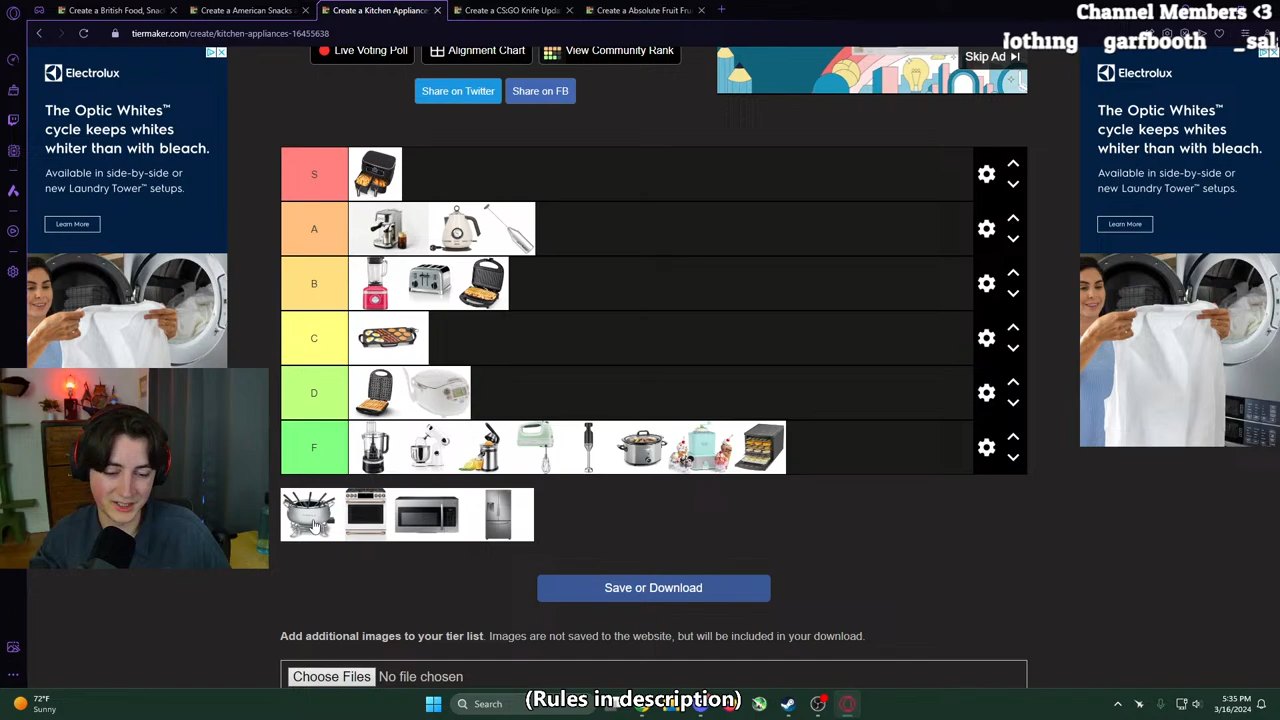 Create a British Food, Snac
Create a American Snacks
Create a Kitchen Appliance
Create a CS:GO Knife Upda
Create a Absolute Fruit Fru
Channel Members <3
garfbooth
tiermaker.com/create/kitchen-appliances-16455638
Live Voting Poll
Alignment Chart
View Community Rank
Skip Ad
Share on Twitter
Share on FB
Electrolux
The Optic Whites™
cycle keeps whites
whiter than with bleach.
Available in side-by-side or
new Laundry Tower™ setups.
Learn More
Electrolux
The Optic Whites™
cycle keeps whites
whiter than with bleach.
Available in side-by-side or
new Laundry Tower™ setups.
Learn More
S
A
B
C
D
F
Save or Download
Add additional images to your tier list. Images are not saved to the website, but will be included in your download.
Choose Files No file chosen
(Rules in description)
72°F
Sunny
Search
5:35 PM
3/16/2024